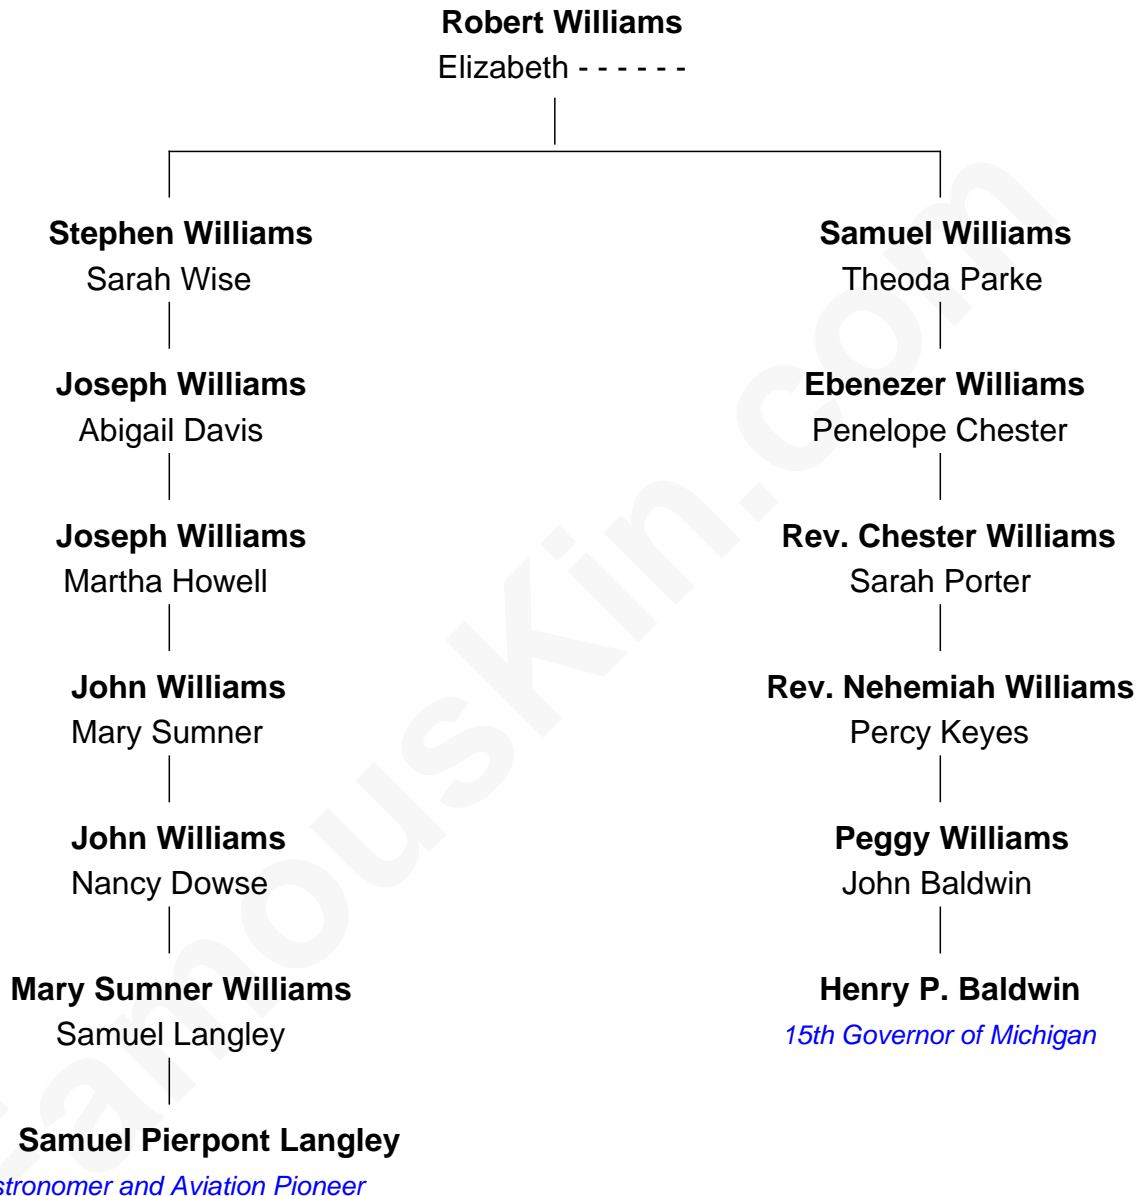 Robert Williams
Elizabeth - - - - - -
Stephen Williams
Sarah Wise
Joseph Williams
Abigail Davis
Joseph Williams
Martha Howell
John Williams
Mary Sumner
John Williams
Nancy Dowse
Mary Sumner Williams
Samuel Langley
Samuel Pierpont Langley
stronomer and Aviation Pioneer
Samuel Williams
Theoda Parke
Ebenezer Williams
Penelope Chester
Rev. Chester Williams
Sarah Porter
Rev. Nehemiah Williams
Percy Keyes
Peggy Williams
John Baldwin
Henry P. Baldwin
15th Governor of Michigan
FamousKin.com